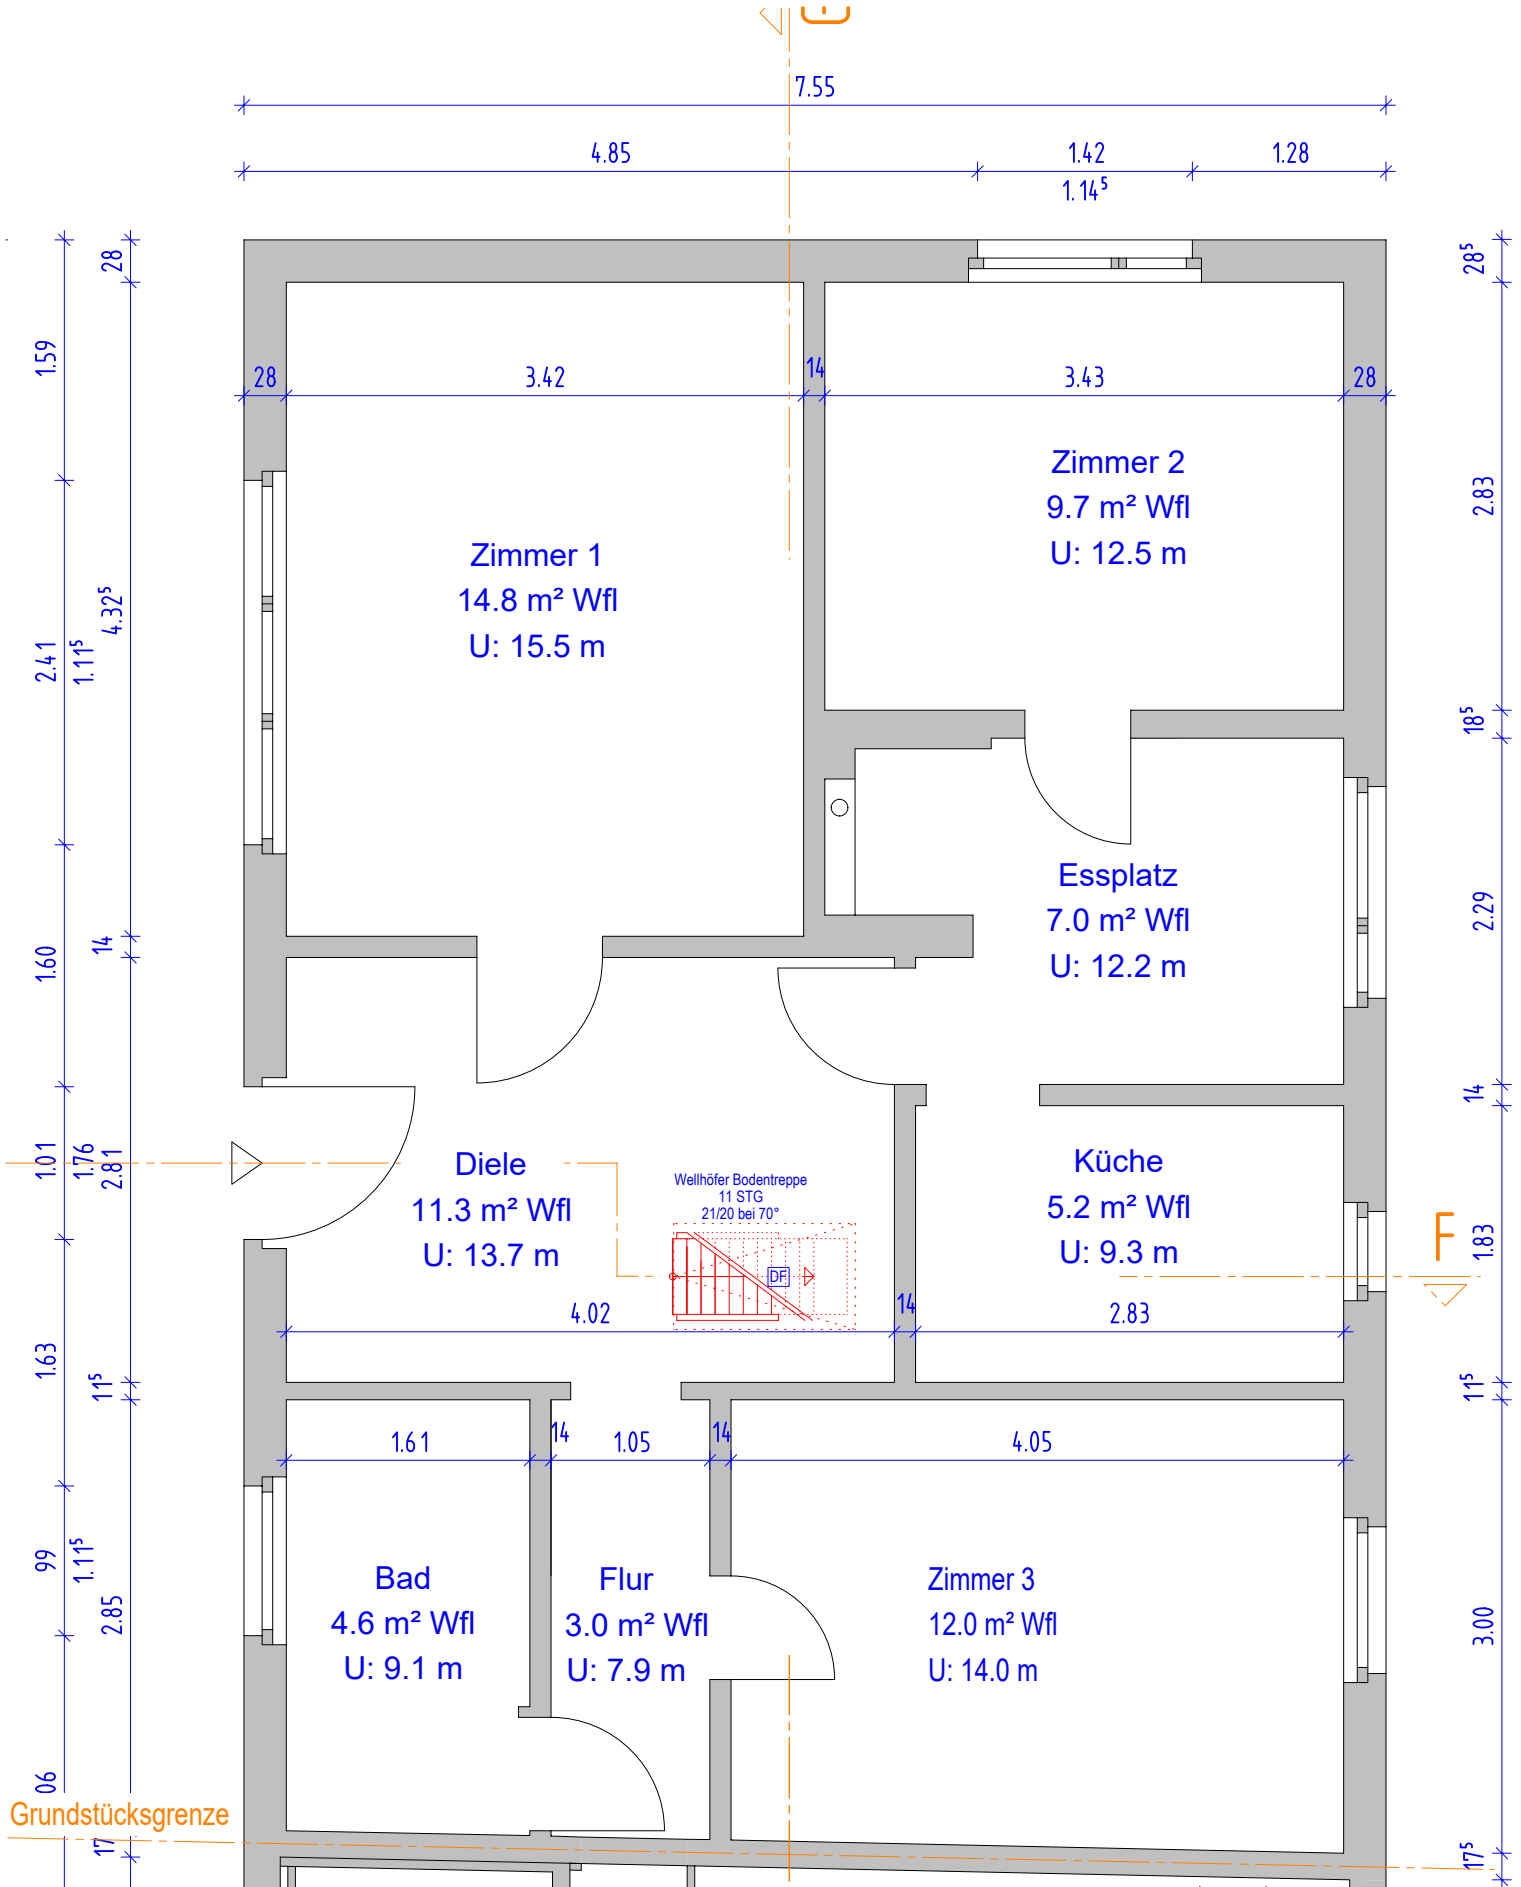 7.55
4.85
1.42
1.28
1.14⁵
28
28⁵
1.59
28
3.42
14
3.43
28
Zimmer 2
9.7 m² Wfl
U: 12.5 m
2.83
Zimmer 1
14.8 m² Wfl
U: 15.5 m
4.32⁵
2.41
1.11⁵
18⁵
Essplatz
7.0 m² Wfl
U: 12.2 m
2.29
1.60
14
14
1.01
1.76
2.81
Diele
11.3 m² Wfl
U: 13.7 m
Wellhöfer Bodentreppe
11 STG
21/20 bei 70°
DF
Küche
5.2 m² Wfl
U: 9.3 m
F
1.83
4.02
14
2.83
1.63
11⁵
11⁵
1.61
14
1.05
14
4.05
99
1.11⁵
2.85
Bad
4.6 m² Wfl
U: 9.1 m
Flur
3.0 m² Wfl
U: 7.9 m
Zimmer 3
12.0 m² Wfl
U: 14.0 m
3.00
06
Grundstücksgrenze
17
17⁵